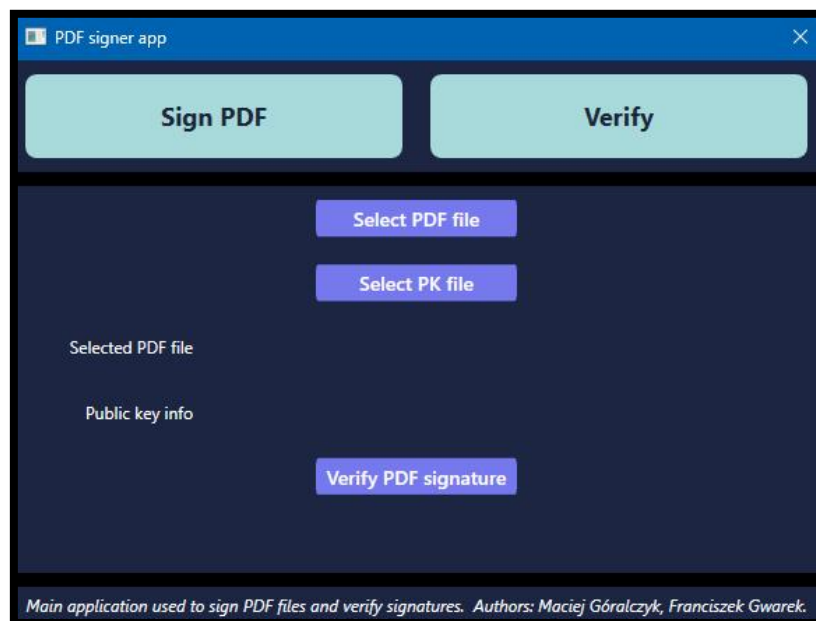 PDF signer app
Sign PDF
Verify
Select PDF file
Select PK file
Selected PDF file
Public key info
Verify PDF signature
Main application used to sign PDF files and verify signatures. Authors: Maciej Góralczyk, Franciszek Gwarek.